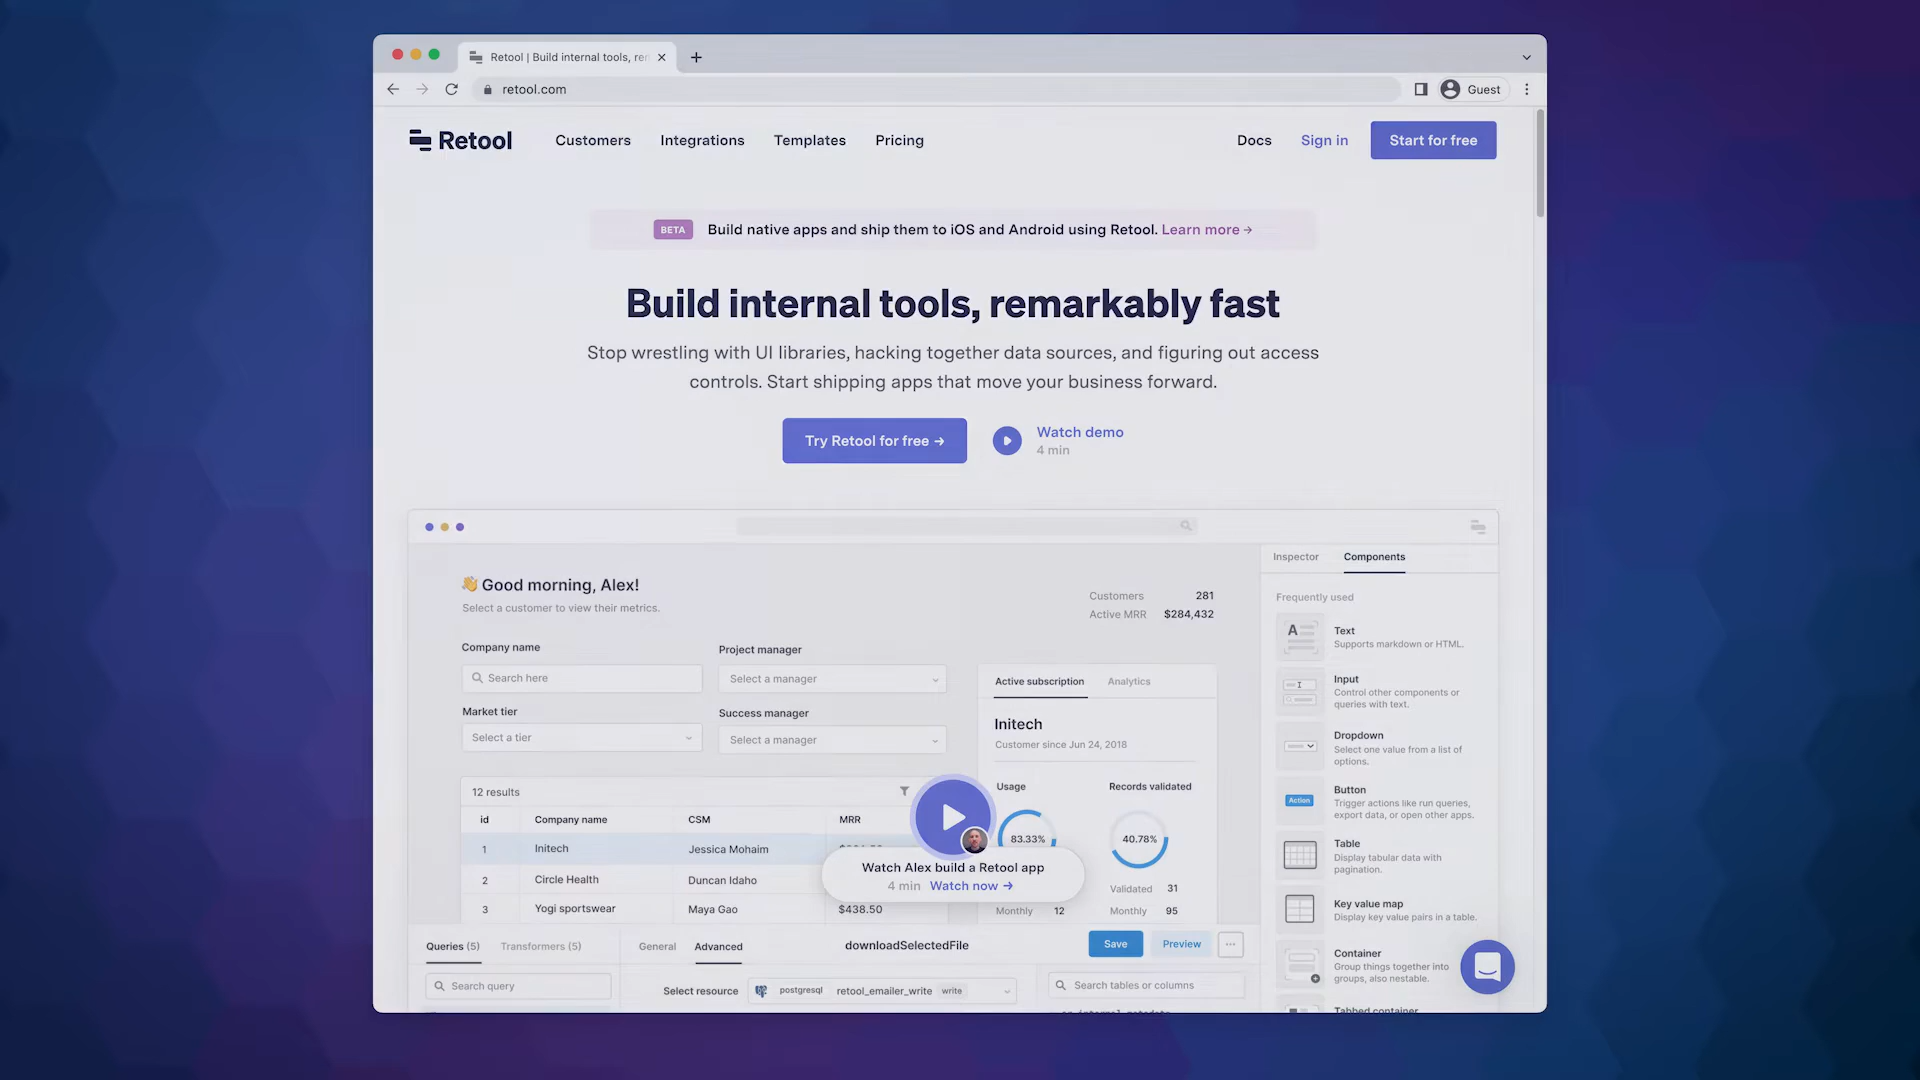 Retool | Build internal tools, rem
retool.com
Guest
Retool
Customers
Integrations
Templates
Pricing
Docs
Sign in
Start for free
BETA
Build native apps and ship them to iOS and Android using Retool. Learn more →
Build internal tools, remarkably fast
Stop wrestling with UI libraries, hacking together data sources, and figuring out access
controls. Start shipping apps that move your business forward.
Try Retool for free →
Watch demo
4 min
👋 Good morning, Alex!
Select a customer to view their metrics.
Customers 281
Active MRR $284,432
Company name
Search here
Project manager
Select a manager
Market tier
Select a tier
Success manager
Select a manager
12 results
id Company name CSM MRR
1 Initech Jessica Mohaim
2 Circle Health Duncan Idaho
3 Yogi sportswear Maya Gao $438.50
Active subscription Analytics
Initech
Customer since Jun 24, 2018
Usage Records validated
83.33% 40.78%
Validated 31
Monthly 12 Monthly 95
Watch Alex build a Retool app
4 min Watch now →
Inspector Components
Frequently used
Text
Supports markdown or HTML.
Input
Control other components or
queries with text.
Dropdown
Select one value from a list of
options.
Action
Button
Trigger actions like run queries,
export data, or open other apps.
Table
Display tabular data with
pagination.
Key value map
Display key value pairs in a table.
Container
Group things together into
groups, also nestable.
Tabbed container
Queries (5) Transformers (5)
Search query
General Advanced
downloadSelectedFile
Save Preview
Select resource postgresql retool_emailer_write write
Search tables or columns